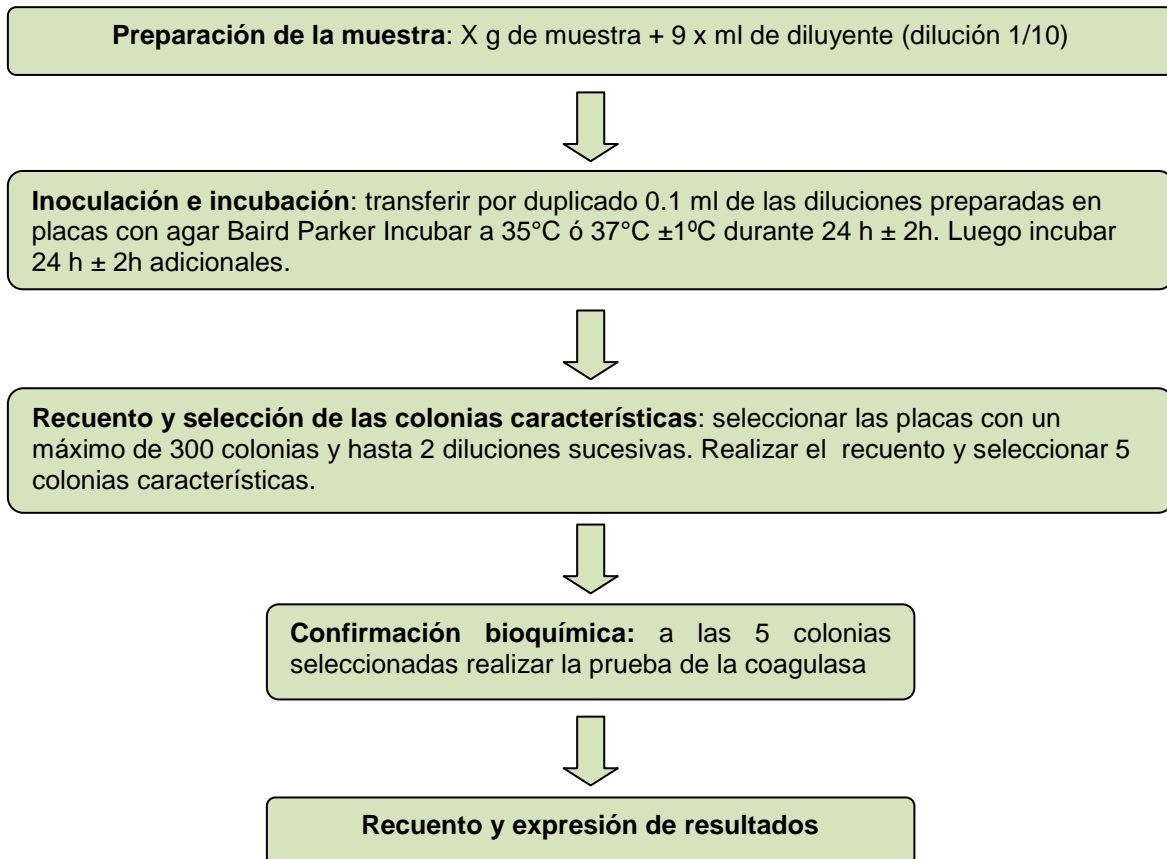 Preparación de la muestra: X g de muestra + 9 x ml de diluyente (dilución 1/10)
Inoculación e incubación: transferir por duplicado 0.1 ml de las diluciones preparadas en
placas con agar Baird Parker Incubar a 35°C ó 37°C ±1ºC durante 24 h ± 2h. Luego incubar
24 h ± 2h adicionales.
Recuento y selección de las colonias características: seleccionar las placas con un
máximo de 300 colonias y hasta 2 diluciones sucesivas. Realizar el recuento y seleccionar 5
colonias características.
Confirmación bioquímica: a las 5 colonias
seleccionadas realizar la prueba de la coagulasa
Recuento y expresión de resultados